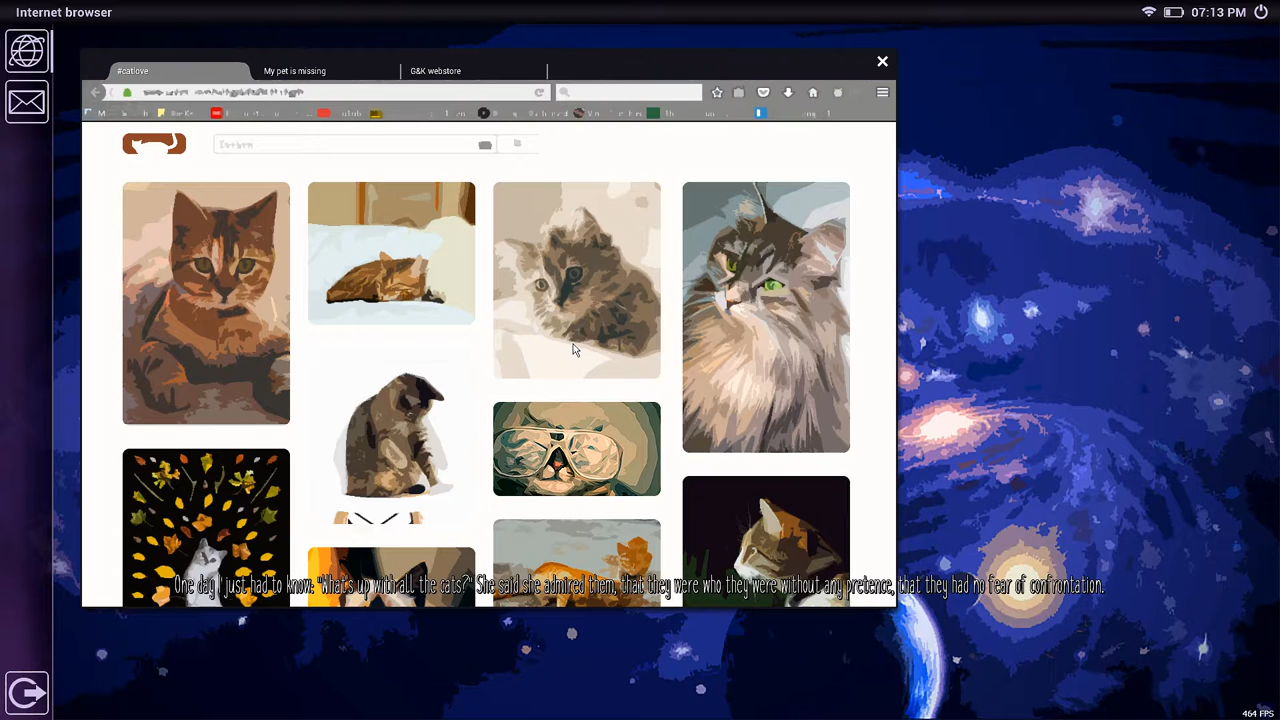 Internet browser
07:13 PM
#catlove
My pet is missing
G&K webstore
One day I just had to know: "What's up with all the cats?" She said she admired them, that they were who they were without any pretence, that they had no fear of confrontation.
464 FPS